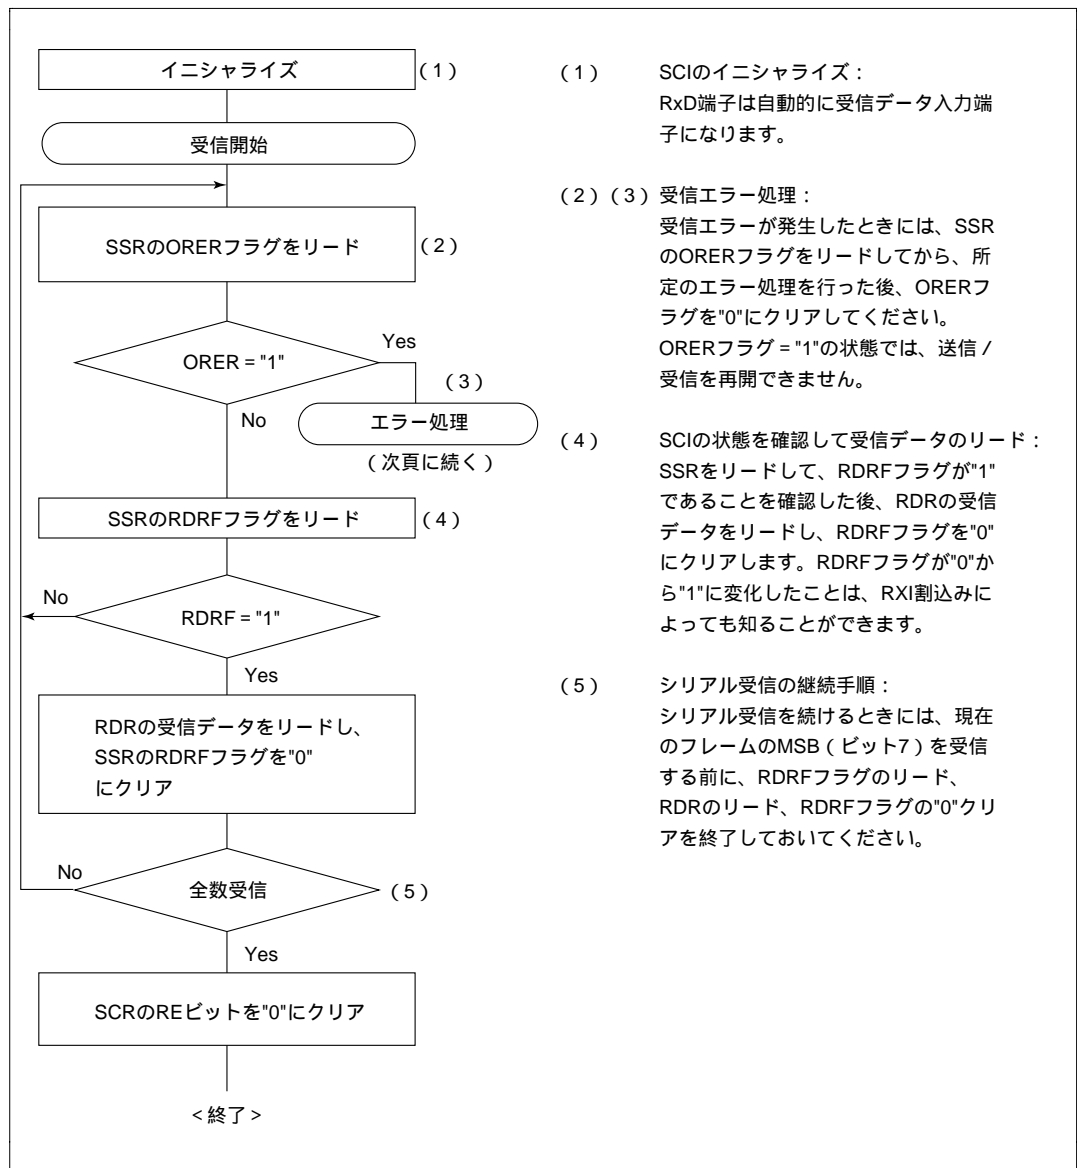 イニシャライズ
(1)
受信開始
SSRのORERフラグをリード
(2)
ORER = "1"
Yes
(3)
No
エラー処理
(次頁に続く)
SSRのRDRFフラグをリード
(4)
No
RDRF = "1"
Yes
RDRの受信データをリードし、
SSRのRDRFフラグを"0"
にクリア
No
全数受信
(5)
Yes
SCRのREビットを"0"にクリア
<終了>
(1) SCIのイニシャライズ:
RxD端子は自動的に受信データ入力端
子になります。
(2)(3) 受信エラー処理:
受信エラーが発生したときには、SSR
のORERフラグをリードしてから、所
定のエラー処理を行った後、ORERフ
ラグを"0"にクリアしてください。
ORERフラグ = "1"の状態では、送信/
受信を再開できません。
(4) SCIの状態を確認して受信データのリード:
SSRをリードして、RDRFフラグが"1"
であることを確認した後、RDRの受信
データをリードし、RDRFフラグを"0"
にクリアします。RDRFフラグが"0"か
ら"1"に変化したことは、RXI割込みに
よっても知ることができます。
(5) シリアル受信の継続手順:
シリアル受信を続けるときには、現在
のフレームのMSB(ビット7)を受信
する前に、RDRFフラグのリード、
RDRのリード、RDRFフラグの"0"クリ
アを終了しておいてください。